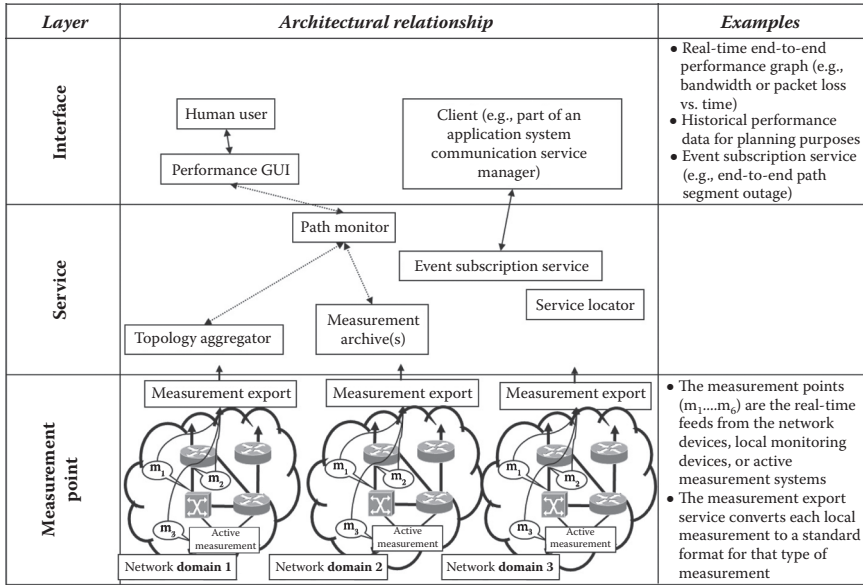 Layer
Architectural relationship
Examples
Interface
Human user
Performance GUI
Client (e.g., part of an
application system
communication service
manager)
• Real-time end-to-end
performance graph (e.g.,
bandwidth or packet loss
vs. time)
• Historical performance
data for planning purposes
• Event subscription service
(e.g., end-to-end path
segment outage)
Service
Path monitor
Event subscription service
Service locator
Topology aggregator
Measurement
archive(s)
Measurement
point
Measurement export
Measurement export
Measurement export
m1
m2
m3
Active
measurement
Network domain 1
m1
m2
m3
Active
measurement
Network domain 2
m1
m2
m3
Active
measurement
Network domain 3
• The measurement points
(m1....m6) are the real-time
feeds from the network
devices, local monitoring
devices, or active
measurement systems
• The measurement export
service converts each local
measurement to a standard
format for that type of
measurement